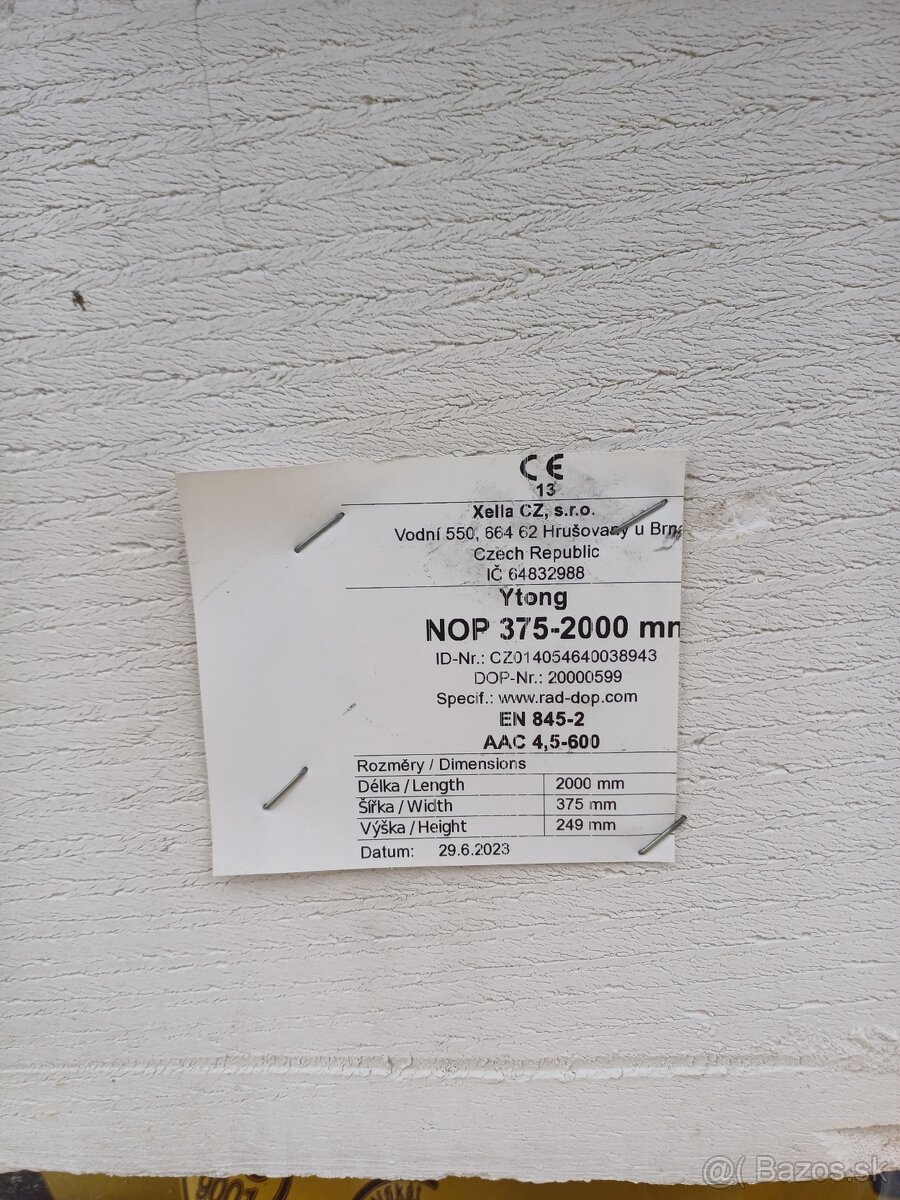 CE
13
Xella CZ, s.r.o.
Vodní 550, 664 62 Hrušovany u Brna
Czech Republic
IČ 64832988
Ytong
NOP 375-2000 mm
ID-Nr.: CZ014054640038943
DOP-Nr.: 20000599
Specif.: www.rad-dop.com
EN 845-2
AAC 4,5-600
Rozměry / Dimensions
Délka / Length 2000 mm
Šířka / Width 375 mm
Výška / Height 249 mm
Datum: 29.6.2023
@( Bazos.sk